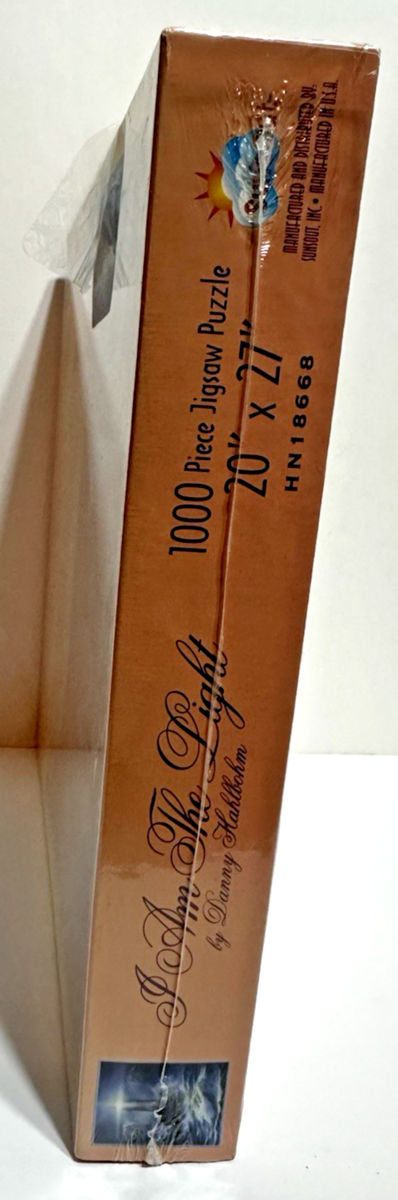 I Am The Light
by Danny Hahlbohm
1000 Piece Jigsaw Puzzle
20" x 27"
HN18668
MANUFACTURED AND DISTRIBUTED BY:
SUNSOUT, INC • MANUFACTURED IN U.S.A.